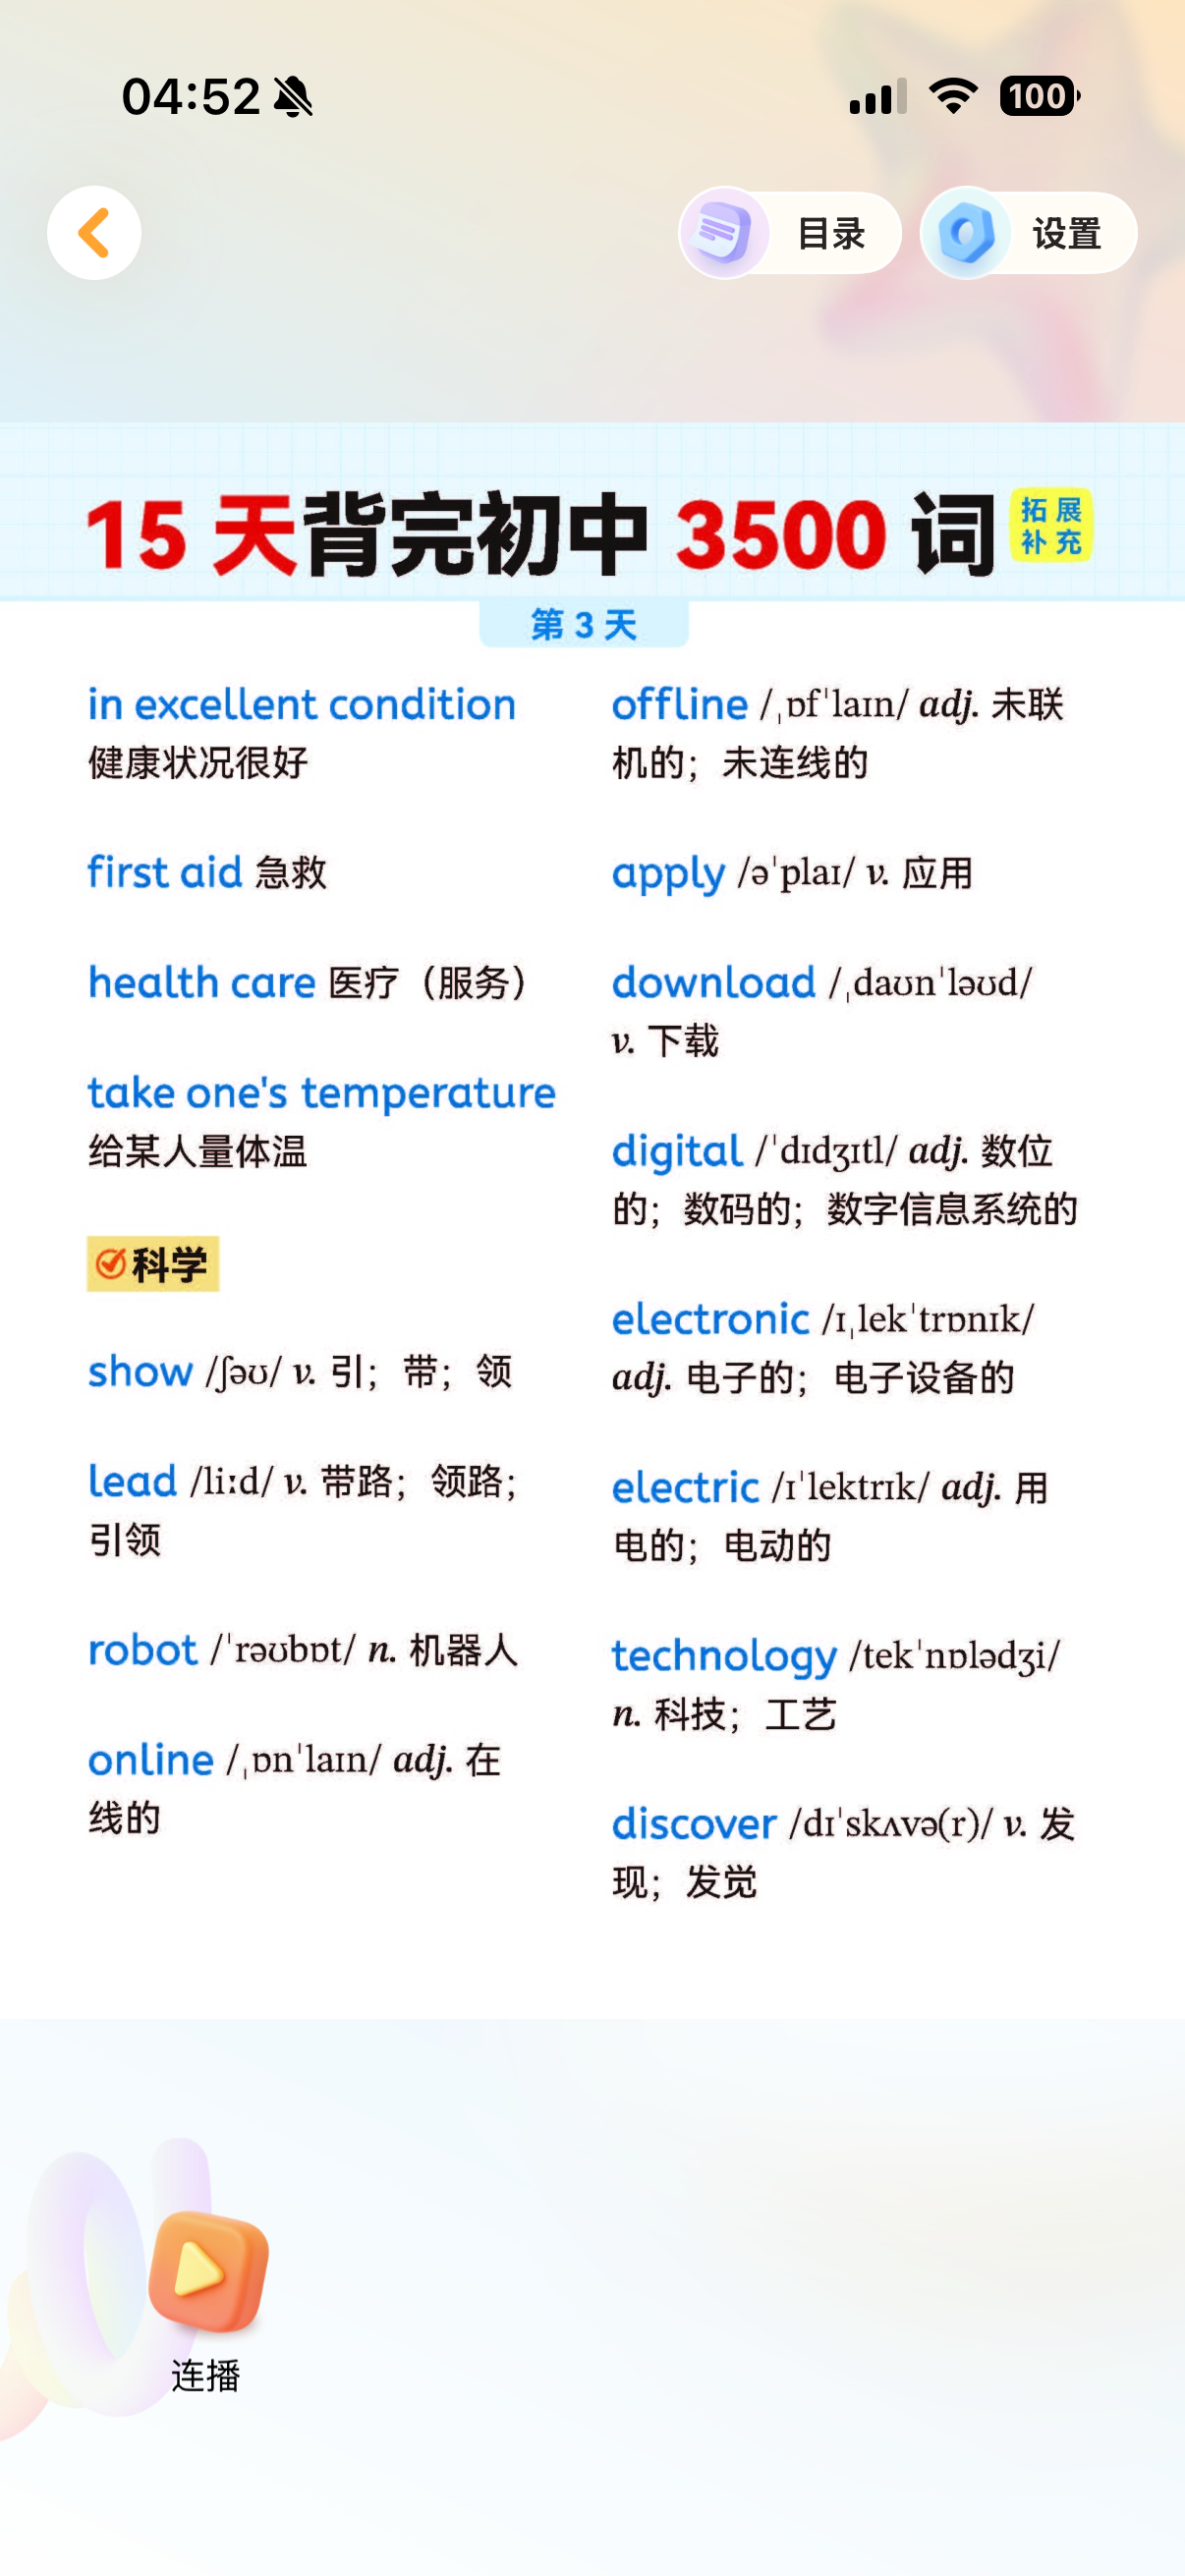 04:52
100
目录
设置
15 天背完初中 3500 词
拓展
补充
第 3 天
in excellent condition
健康状况很好
first aid 急救
health care 医疗（服务）
take one's temperature
给某人量体温
科学
show /ʃəʊ/ v. 引；带；领
lead /liːd/ v. 带路；领路；
引领
robot /ˈrəʊbɒt/ n. 机器人
online /ˌɒnˈlaɪn/ adj. 在
线的
offline /ˌɒfˈlaɪn/ adj. 未联
机的；未连线的
apply /əˈplaɪ/ v. 应用
download /ˌdaʊnˈləʊd/
v. 下载
digital /ˈdɪdʒɪtl/ adj. 数位
的；数码的；数字信息系统的
electronic /ɪˌlekˈtrɒnɪk/
adj. 电子的；电子设备的
electric /ɪˈlektrɪk/ adj. 用
电的；电动的
technology /tekˈnɒlədʒi/
n. 科技；工艺
discover /dɪˈskʌvə(r)/ v. 发
现；发觉
连播